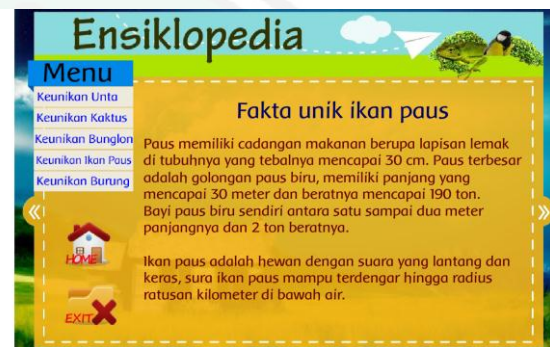 Ensiklopedia
Menu
Keunikan Unta
Keunikan Kaktus
Keunikan Bunglon
Keunikan Ikan Paus
Keunikan Burung
Fakta unik ikan paus
Paus memiliki cadangan makanan berupa lapisan lemak
di tubuhnya yang tebalnya mencapai 30 cm. Paus terbesar
adalah golongan paus biru, memiliki panjang yang
mencapai 30 meter dan beratnya mencapai 190 ton.
Bayi paus biru sendiri antara satu sampai dua meter
panjangnya dan 2 ton beratnya.
Ikan paus adalah hewan dengan suara yang lantang dan
keras, sura ikan paus mampu terdengar hingga radius
ratusan kilometer di bawah air.
HOME
EXIT